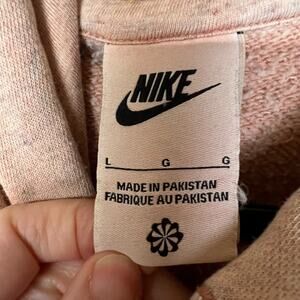 NIKE
L G G
MADE IN PAKISTAN
FABRIQUE AU PAKISTAN